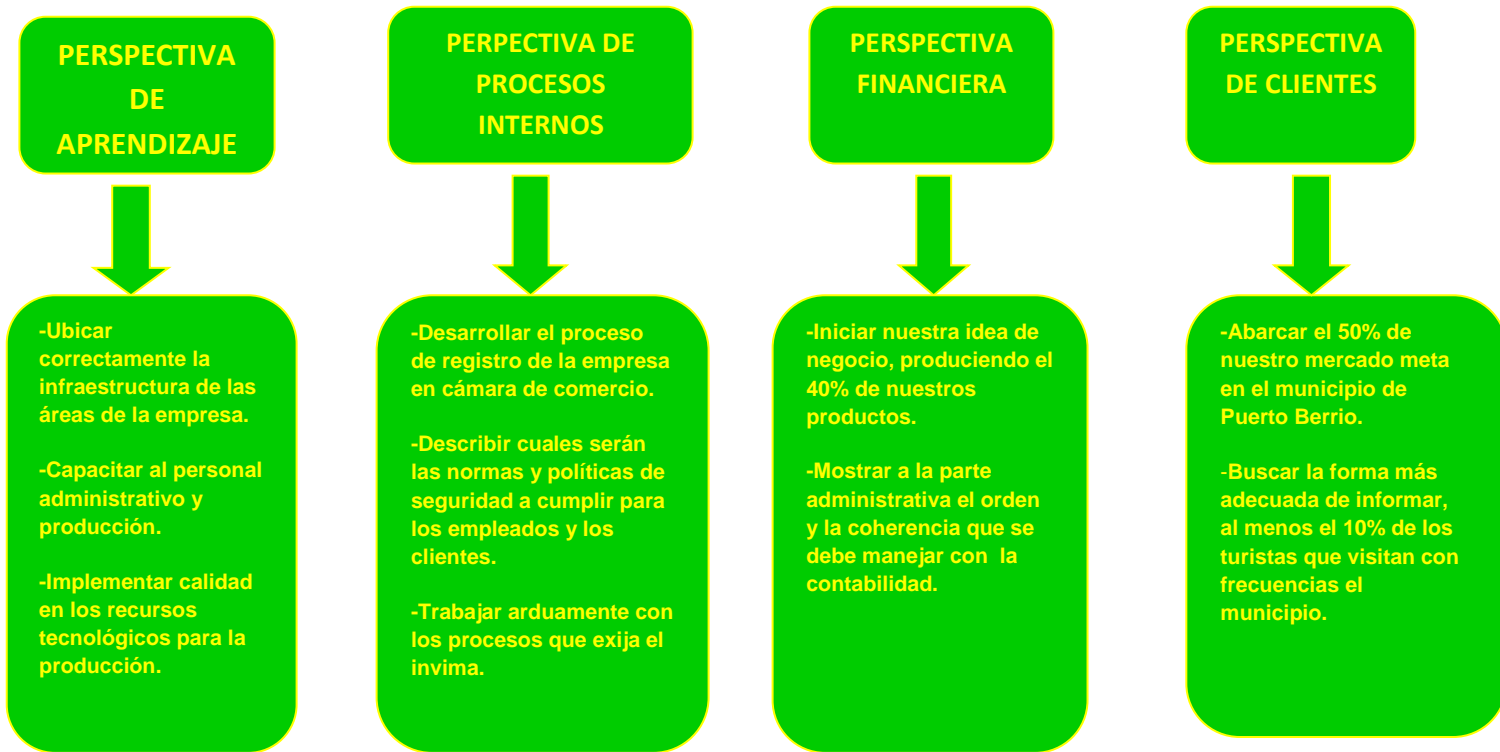 PERSPECTIVA
DE
APRENDIZAJE
PERPECTIVA DE
PROCESOS
INTERNOS
PERSPECTIVA
FINANCIERA
PERSPECTIVA
DE CLIENTES
-Ubicar
correctamente la
infraestructura de las
áreas de la empresa.
-Capacitar al personal
administrativo y
producción.
-Implementar calidad
en los recursos
tecnológicos para la
producción.
-Desarrollar el proceso
de registro de la empresa
en cámara de comercio.
-Describir cuales serán
las normas y políticas de
seguridad a cumplir para
los empleados y los
clientes.
-Trabajar arduamente con
los procesos que exija el
invima.
-Iniciar nuestra idea de
negocio, produciendo el
40% de nuestros
productos.
-Mostrar a la parte
administrativa el orden
y la coherencia que se
debe manejar con  la
contabilidad.
-Abarcar el 50% de
nuestro mercado meta
en el municipio de
Puerto Berrio.
-Buscar la forma más
adecuada de informar,
al menos el 10% de los
turistas que visitan con
frecuencias el
municipio.